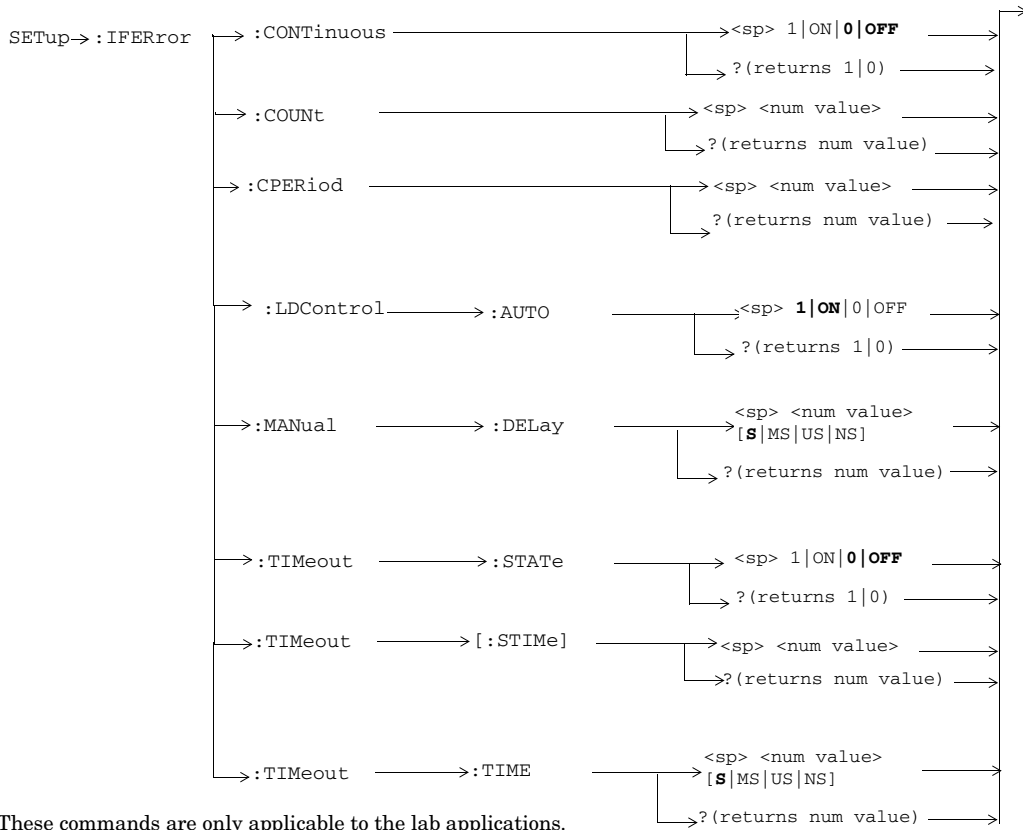 SETup :IFERror :CONTinuous <sp> 1|ON|0|OFF
?(returns 1|0)
:COUNt <sp> <num value>
?(returns num value)
:CPERiod <sp> <num value>
?(returns num value)
:LDControl :AUTO <sp> 1|ON|0|OFF
?(returns 1|0)
:MANual :DELay <sp> <num value>
[S|MS|US|NS]
?(returns num value)
:TIMeout :STATe <sp> 1|ON|0|OFF
?(returns 1|0)
:TIMeout [:STIMe] <sp> <num value>
?(returns num value)
:TIMeout :TIME <sp> <num value>
[S|MS|US|NS]
?(returns num value)
These commands are only applicable to the lab applications.